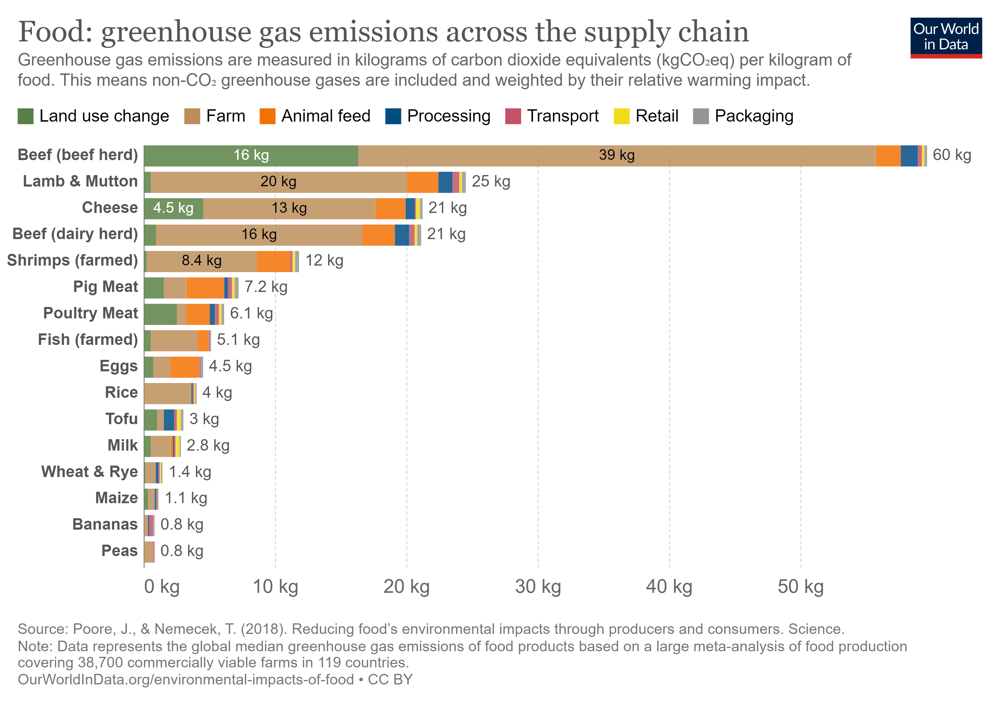 Food: greenhouse gas emissions across the supply chain
Our World
in Data
Greenhouse gas emissions are measured in kilograms of carbon dioxide equivalents (kgCO₂eq) per kilogram of
food. This means non-CO₂ greenhouse gases are included and weighted by their relative warming impact.
Land use change Farm Animal feed Processing Transport Retail Packaging
Beef (beef herd) 16 kg 39 kg 60 kg
Lamb & Mutton 20 kg 25 kg
Cheese 4.5 kg 13 kg 21 kg
Beef (dairy herd) 16 kg 21 kg
Shrimps (farmed) 8.4 kg 12 kg
Pig Meat 7.2 kg
Poultry Meat 6.1 kg
Fish (farmed) 5.1 kg
Eggs 4.5 kg
Rice 4 kg
Tofu 3 kg
Milk 2.8 kg
Wheat & Rye 1.4 kg
Maize 1.1 kg
Bananas 0.8 kg
Peas 0.8 kg
0 kg 10 kg 20 kg 30 kg 40 kg 50 kg
Source: Poore, J., & Nemecek, T. (2018). Reducing food’s environmental impacts through producers and consumers. Science.
Note: Data represents the global median greenhouse gas emissions of food products based on a large meta-analysis of food production
covering 38,700 commercially viable farms in 119 countries.
OurWorldInData.org/environmental-impacts-of-food • CC BY